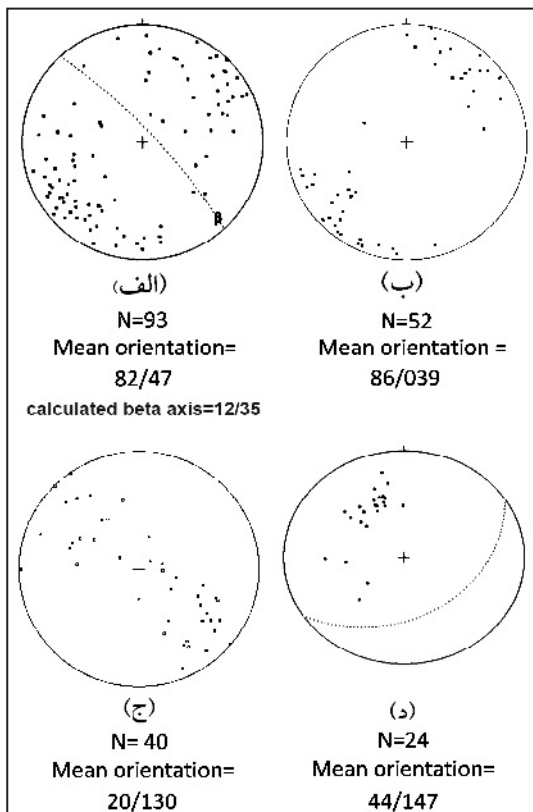 β
(الف)
N=93
Mean orientation=
82/47
calculated beta axis=12/35
(ب)
N=52
Mean orientation =
86/039
(ج)
N= 40
Mean orientation=
20/130
(د)
N=24
Mean orientation=
44/147